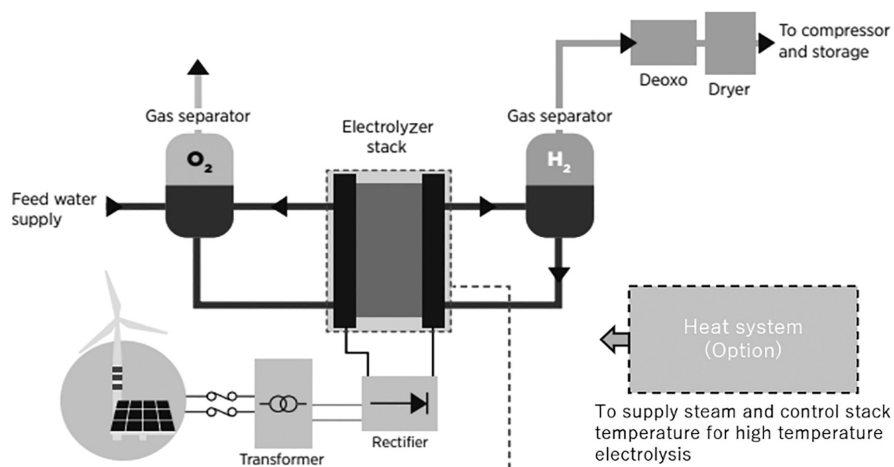 To compressor
and storage
Deoxo
Dryer
Gas separator
Electrolyzer
stack
Gas separator
O₂
H₂
Feed water
supply
Heat system
(Option)
To supply steam and control stack
temperature for high temperature
electrolysis
Transformer
Rectifier